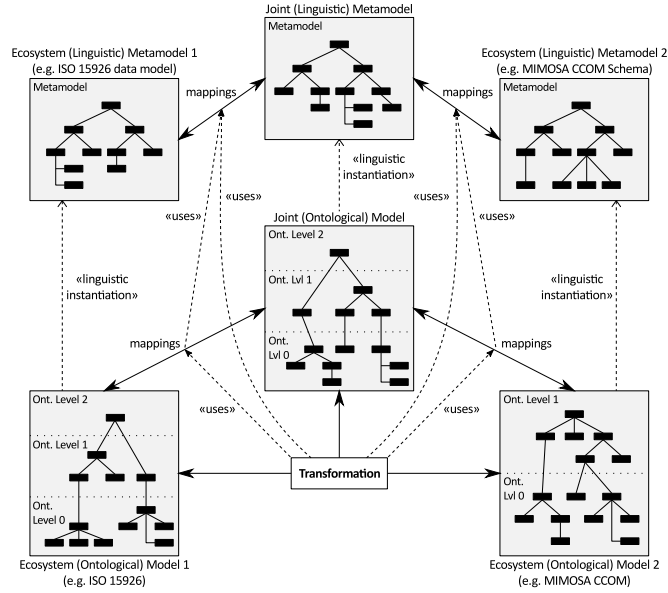 Joint (Linguistic) Metamodel
Metamodel
Ecosystem (Linguistic) Metamodel 1
(e.g. ISO 15926 data model)
Metamodel
Ecosystem (Linguistic) Metamodel 2
(e.g. MIMOSA CCOM Schema)
Metamodel
mappings
mappings
«linguistic
instantiation»
«uses»
«uses»
«uses»
«uses»
Joint (Ontological) Model
Ont. Level 2
Ont. Lvl 1
Ont.
Lvl 0
«linguistic
instantiation»
«linguistic
instantiation»
mappings
mappings
«uses»
«uses»
Ont. Level 2
Ont. Level 1
Ont.
Level 0
Ecosystem (Ontological) Model 1
(e.g. ISO 15926)
Transformation
Ont. Level 1
Ont.
Lvl 0
Ecosystem (Ontological) Model 2
(e.g. MIMOSA CCOM)